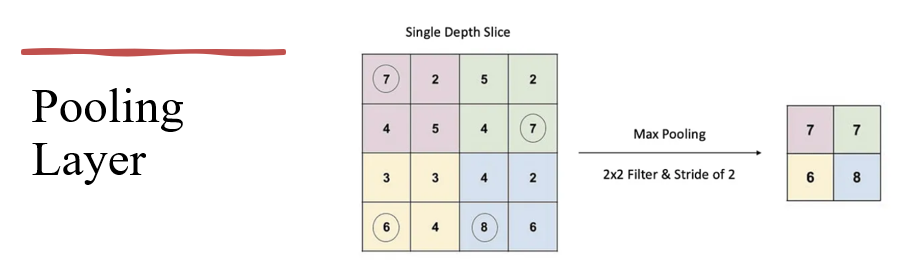 Pooling
Layer
Single Depth Slice
7 2 5 2
4 5 4 7
3 3 4 2
6 4 8 6
Max Pooling
2x2 Filter & Stride of 2
7 7
6 8